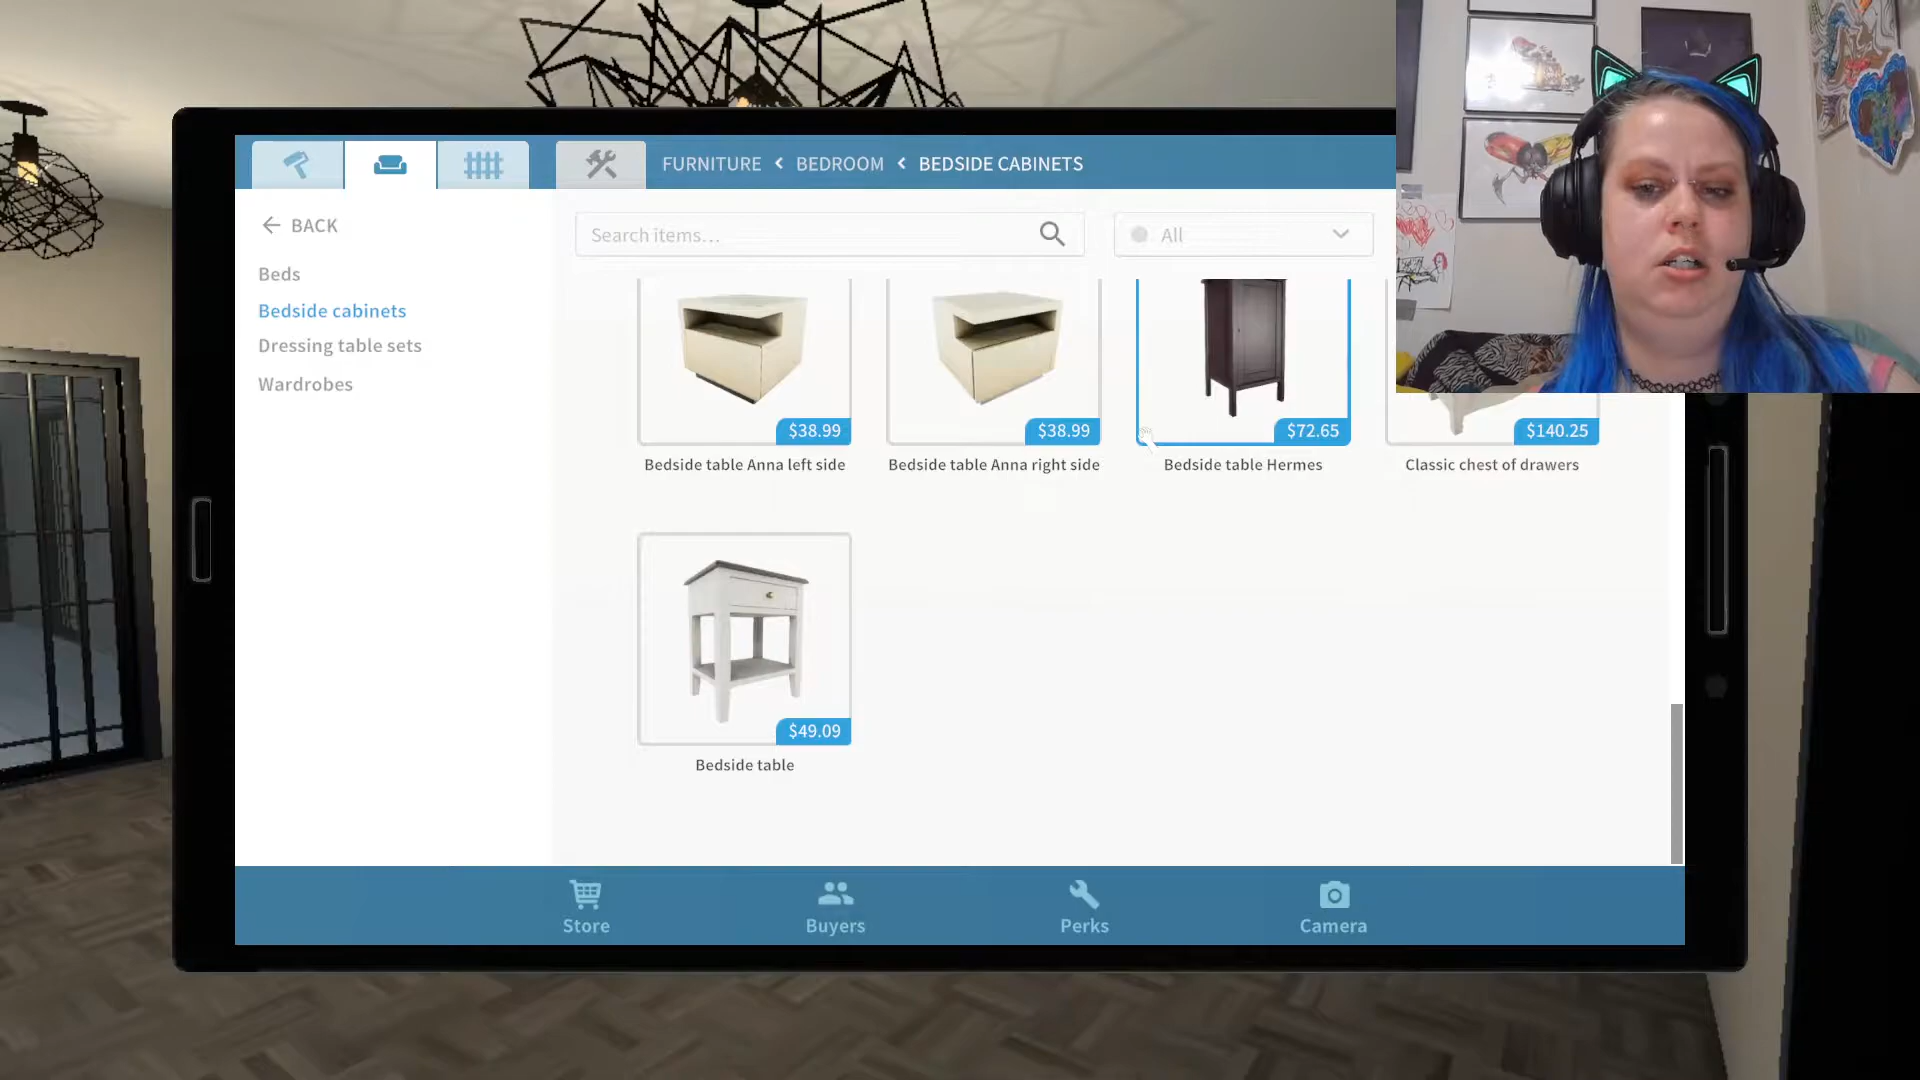 FURNITURE < BEDROOM < BEDSIDE CABINETS
BACK
Search items...
All
Beds
Bedside cabinets
Dressing table sets
Wardrobes
$38.99
$38.99
$72.65
$140.25
Bedside table Anna left side
Bedside table Anna right side
Bedside table Hermes
Classic chest of drawers
$49.09
Bedside table
Store
Buyers
Perks
Camera